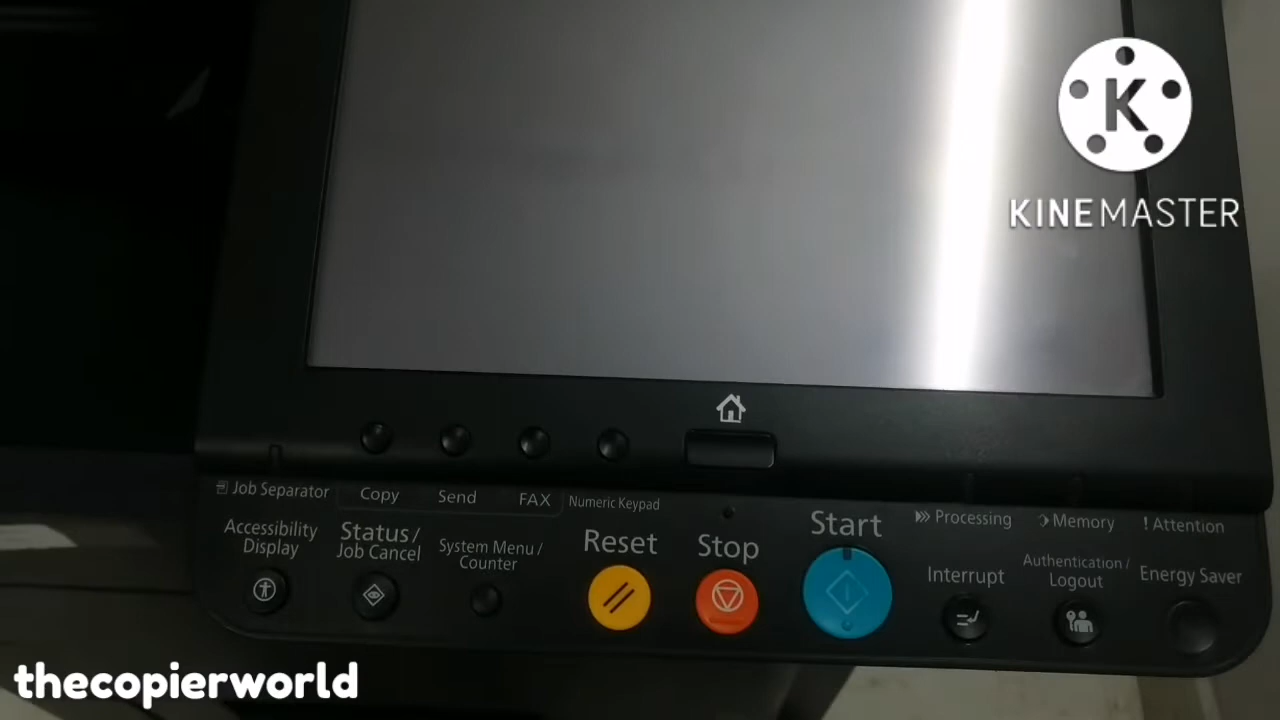 K
KINEMASTER
Job Separator
Copy
Send
FAX
Numeric Keypad
Accessibility
Display
Status /
Job Cancel
System Menu /
Counter
Reset
Stop
Start
Processing
Memory
! Attention
Interrupt
Authentication /
Logout
Energy Saver
thecopierworld